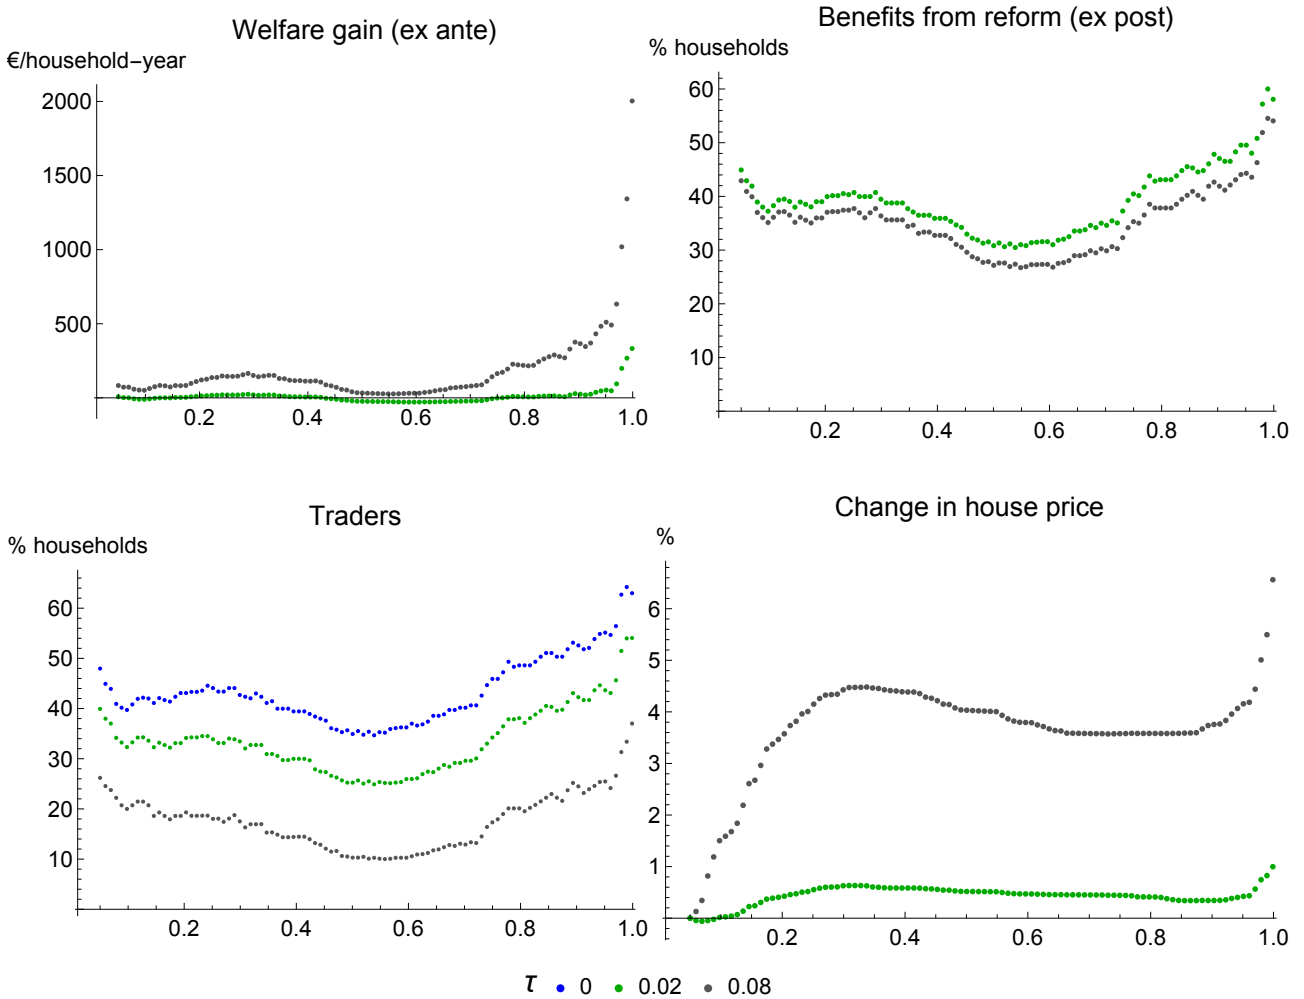 Welfare gain (ex ante)
€/household−year
2000
1500
1000
500
0.2 0.4 0.6 0.8 1.0
Benefits from reform (ex post)
% households
60
50
40
30
20
10
0.2 0.4 0.6 0.8 1.0
Traders
% households
60
50
40
30
20
10
0.2 0.4 0.6 0.8 1.0
Change in house price
%
6
5
4
3
2
1
0.2 0.4 0.6 0.8 1.0
τ 0 0.02 0.08